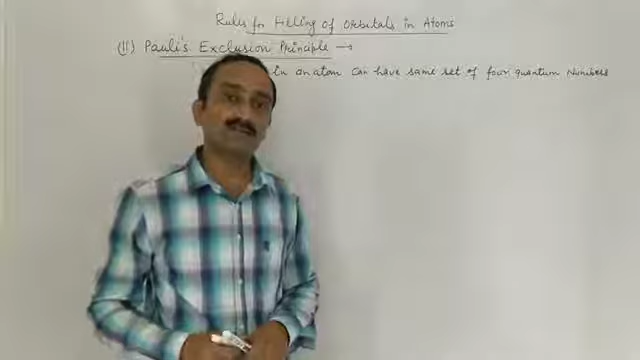 Rules for Filling of Orbitals in Atoms
(II) Pauli's Exclusion Principle →
in an atom can have same set of four quantum Numbers